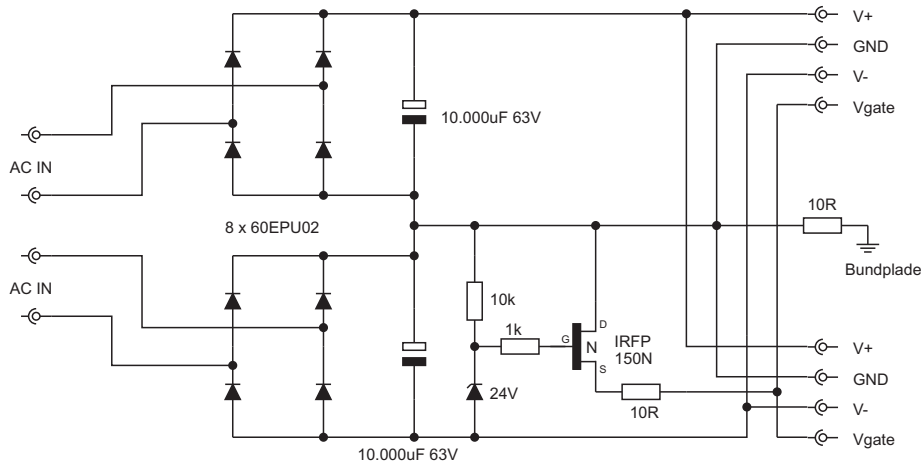 V+
GND
V-
Vgate
10.000uF 63V
AC IN
10R
8 x 60EPU02
Bundplade
AC IN
10k
1k
G
D
N
S
IRFP
150N
24V
10R
V+
GND
V-
Vgate
10.000uF 63V